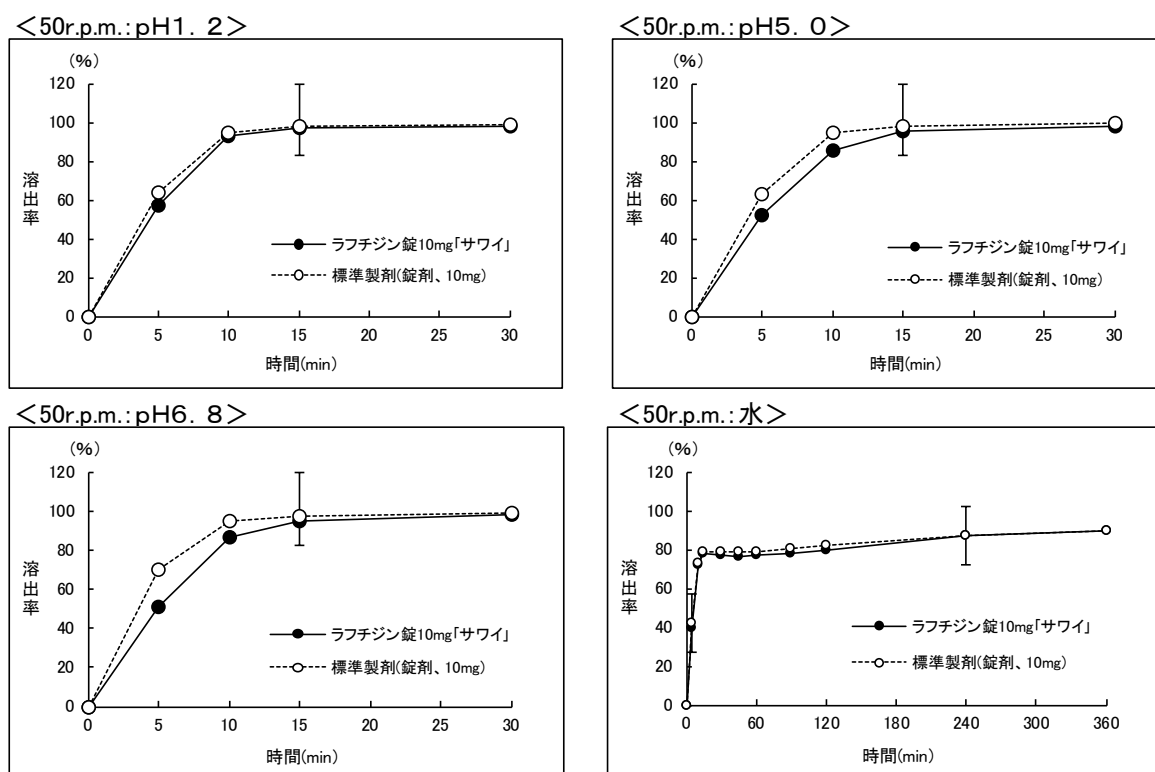 <50r.p.m.:pH1.2>
(%)
120
100
80
60
40
20
0
溶出率
ラフチジン錠10mg「サワイ」
標準製剤(錠剤、10mg)
0 5 10 15 20 25 30
時間(min)
<50r.p.m.:pH5.0>
(%)
120
100
80
60
40
20
0
溶出率
ラフチジン錠10mg「サワイ」
標準製剤(錠剤、10mg)
0 5 10 15 20 25 30
時間(min)
<50r.p.m.:pH6.8>
(%)
120
100
80
60
40
20
0
溶出率
ラフチジン錠10mg「サワイ」
標準製剤(錠剤、10mg)
0 5 10 15 20 25 30
時間(min)
<50r.p.m.:水>
(%)
120
100
80
60
40
20
0
溶出率
ラフチジン錠10mg「サワイ」
標準製剤(錠剤、10mg)
0 60 120 180 240 300 360
時間(min)